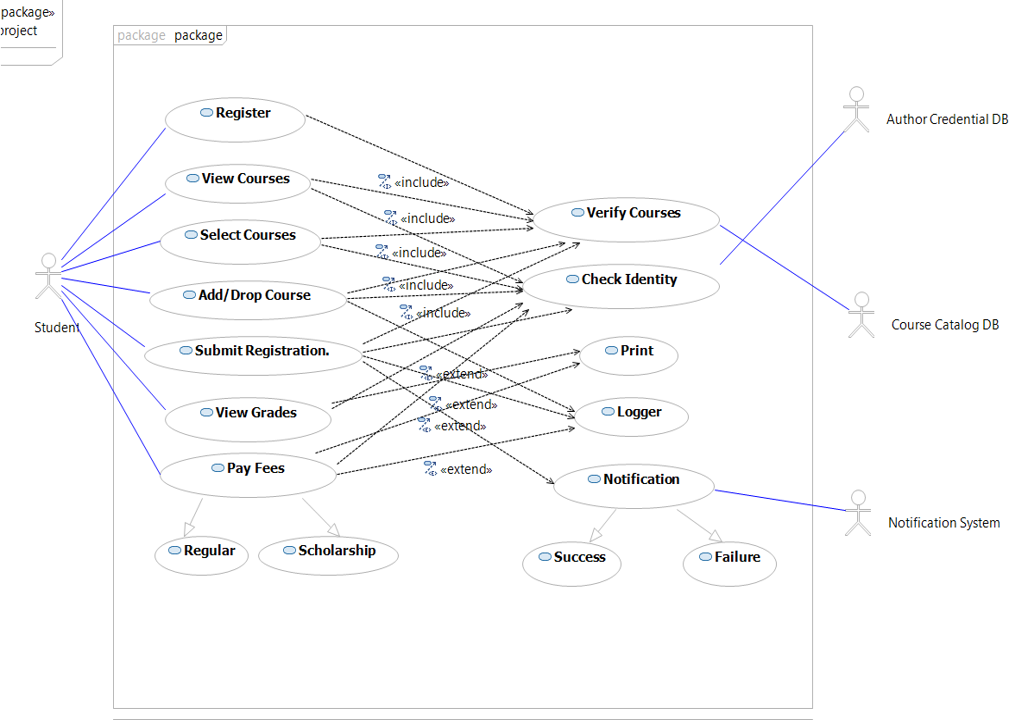 package»
project
package package
Register
Author Credential DB
View Courses
«include»
Verify Courses
«include»
Select Courses
«include»
Check Identity
«include»
Add/Drop Course
«include»
Student
Course Catalog DB
Submit Registration.
Print
«extend»
View Grades
«extend»
Logger
«extend»
Pay Fees
«extend»
Notification
Notification System
Regular
Scholarship
Success
Failure